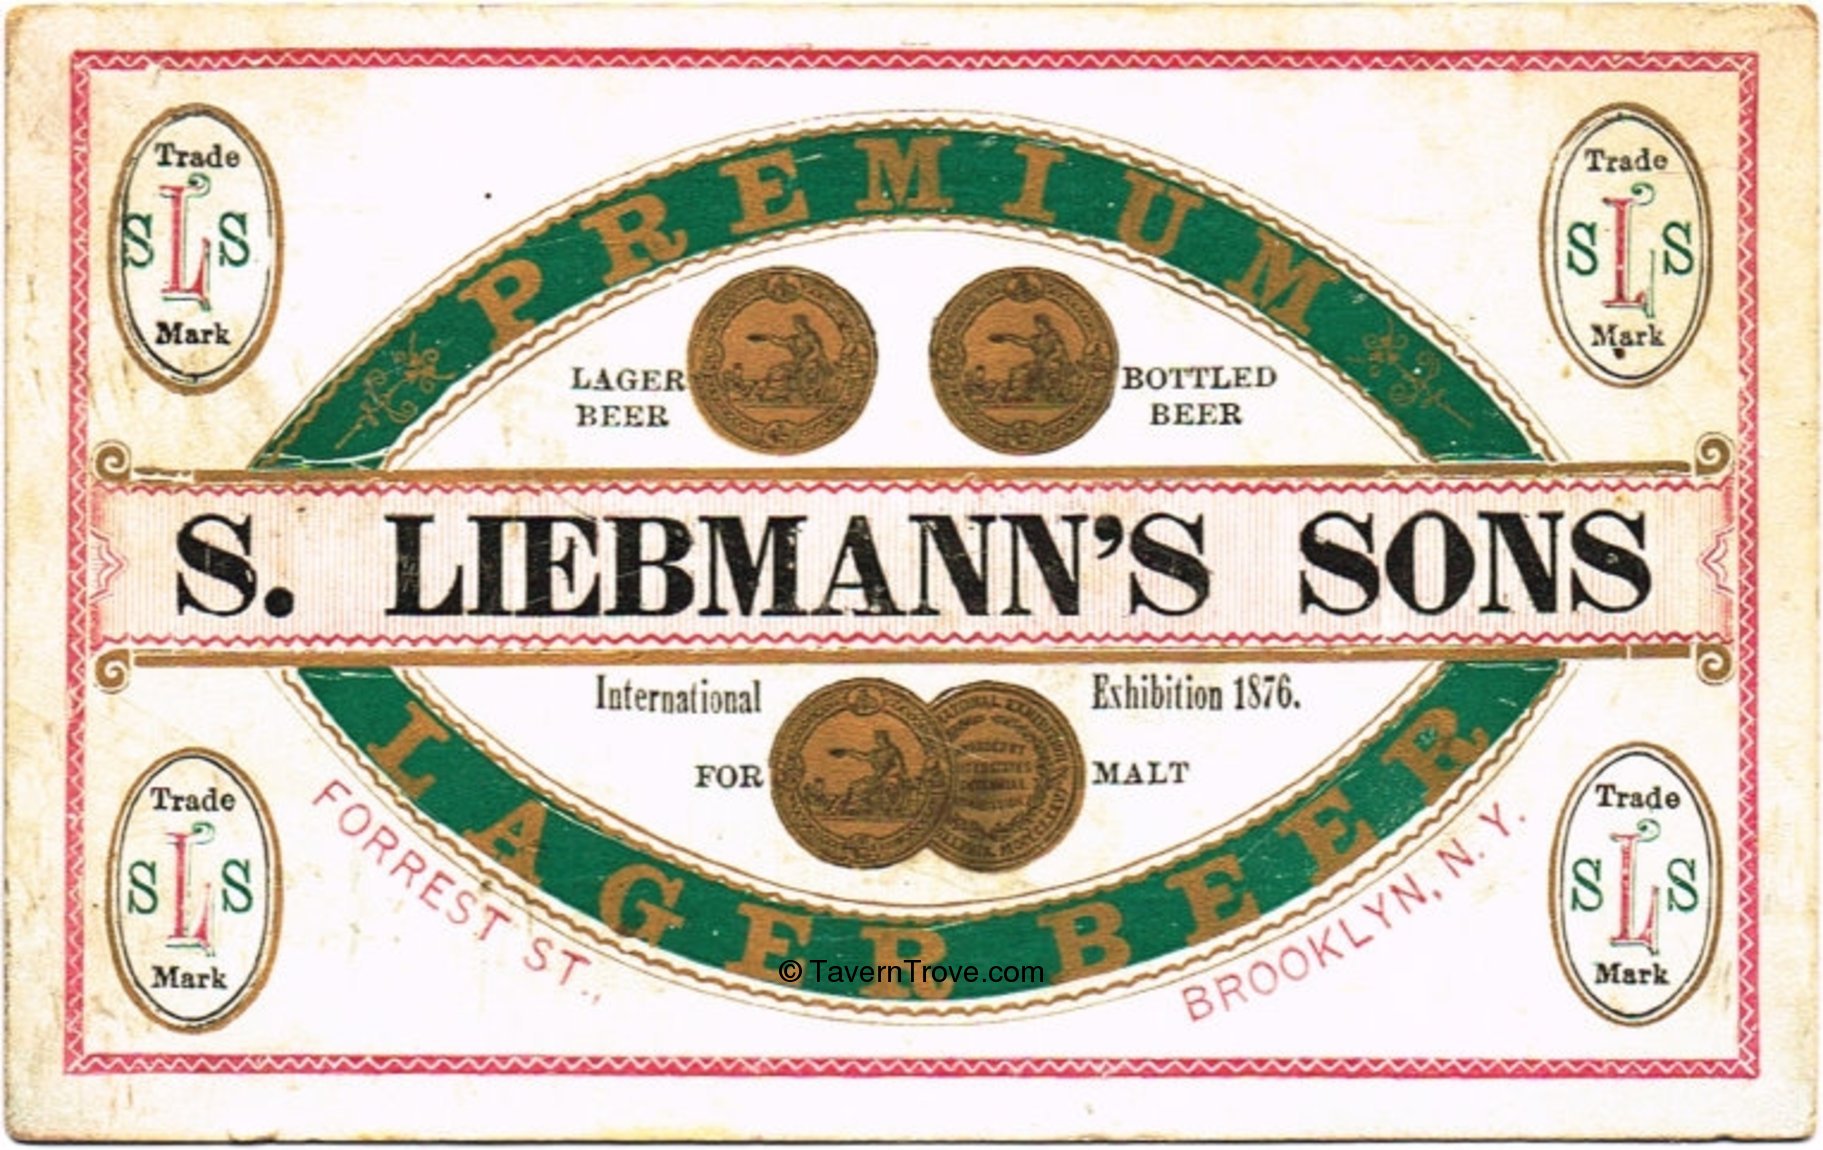 Trade
SLS
Mark
Trade
SLS
Mark
PREMIUM
LAGER
BEER
BOTTLED
BEER
S. LIEBMANN'S SONS
International
Exhibition 1876.
FOR
MALT
LAGER BEER
FORREST ST.,
BROOKLYN, N. Y.
Trade
SLS
Mark
Trade
SLS
Mark
© TavernTrove.com